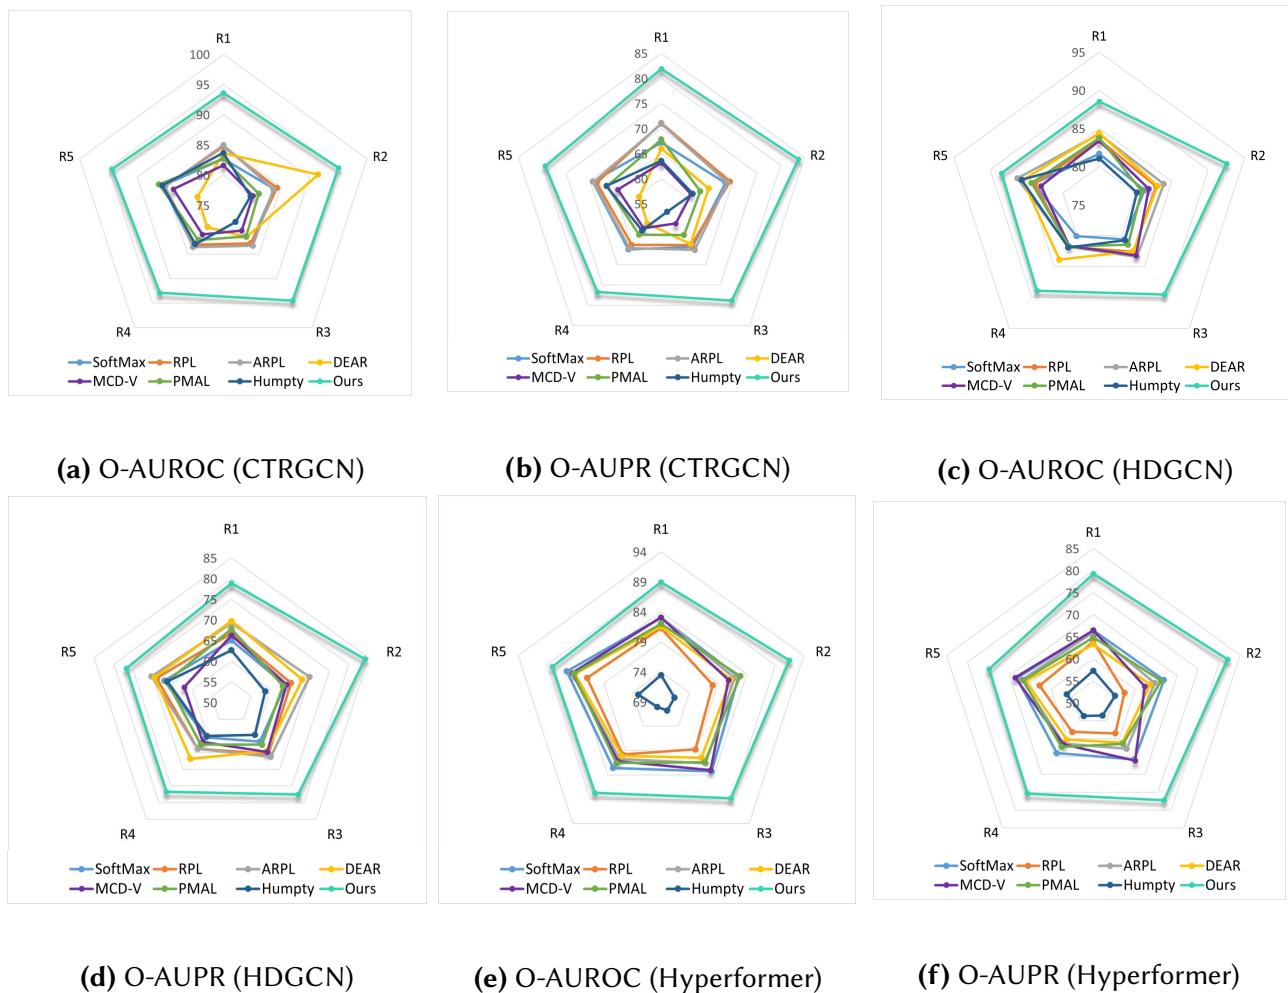 R1
100
95
90
85
80
75
R5
R2
R4
R3
SoftMax RPL ARPL DEAR
MCD-V PMAL Humpty Ours
(a) O-AUROC (CTRGCN)
R1
85
80
75
70
65
60
55
R5
R2
R4
R3
SoftMax RPL ARPL DEAR
MCD-V PMAL Humpty Ours
(b) O-AUPR (CTRGCN)
R1
95
90
85
80
75
R5
R2
R4
R3
SoftMax RPL ARPL DEAR
MCD-V PMAL Humpty Ours
(c) O-AUROC (HDGCN)
R1
85
80
75
70
65
60
55
50
R5
R2
R4
R3
SoftMax RPL ARPL DEAR
MCD-V PMAL Humpty Ours
(d) O-AUPR (HDGCN)
R1
94
89
84
79
74
69
R5
R2
R4
R3
SoftMax RPL ARPL DEAR
MCD-V PMAL Humpty Ours
(e) O-AUROC (Hyperformer)
R1
85
80
75
70
65
60
55
50
R5
R2
R4
R3
SoftMax RPL ARPL DEAR
MCD-V PMAL Humpty Ours
(f) O-AUPR (Hyperformer)